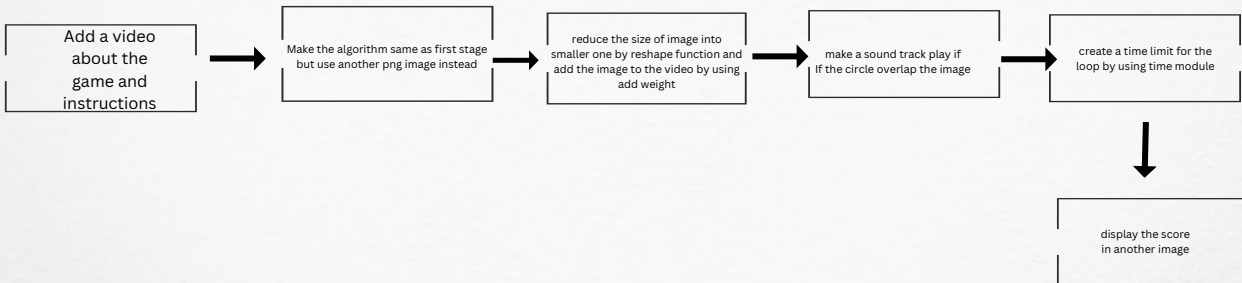 Add a video
about the
game and
instructions
Make the algorithm same as first stage
but use another png image instead
reduce the size of image into
smaller one by reshape function and
add the image to the video by using
add weight
make a sound track play if
If the circle overlap the image
create a time limit for the
loop by using time module
display the score
in another image